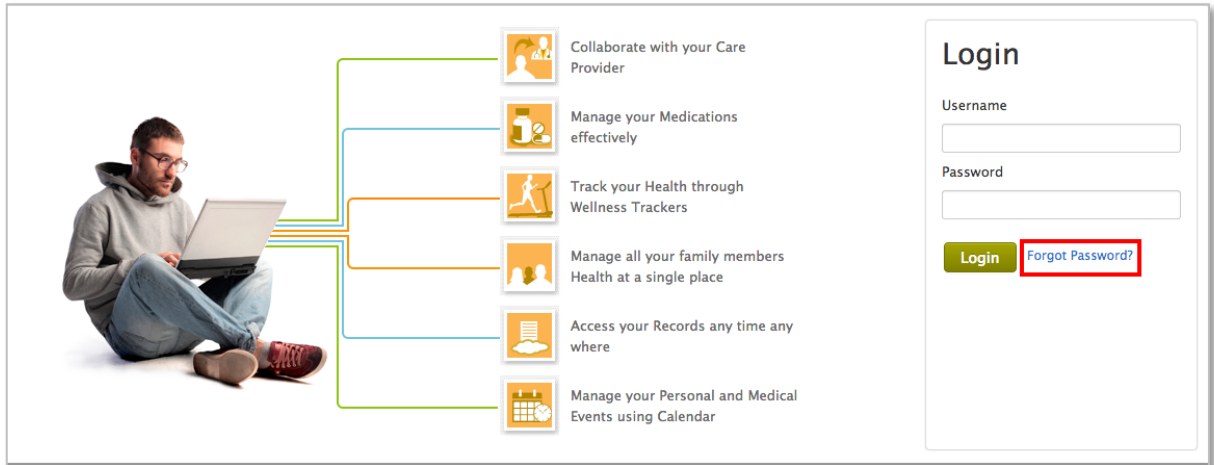 Collaborate with your Care
Provider
Manage your Medications
effectively
Track your Health through
Wellness Trackers
Manage all your family members
Health at a single place
Access your Records any time any
where
Manage your Personal and Medical
Events using Calendar
Login
Username
Password
Login Forgot Password?